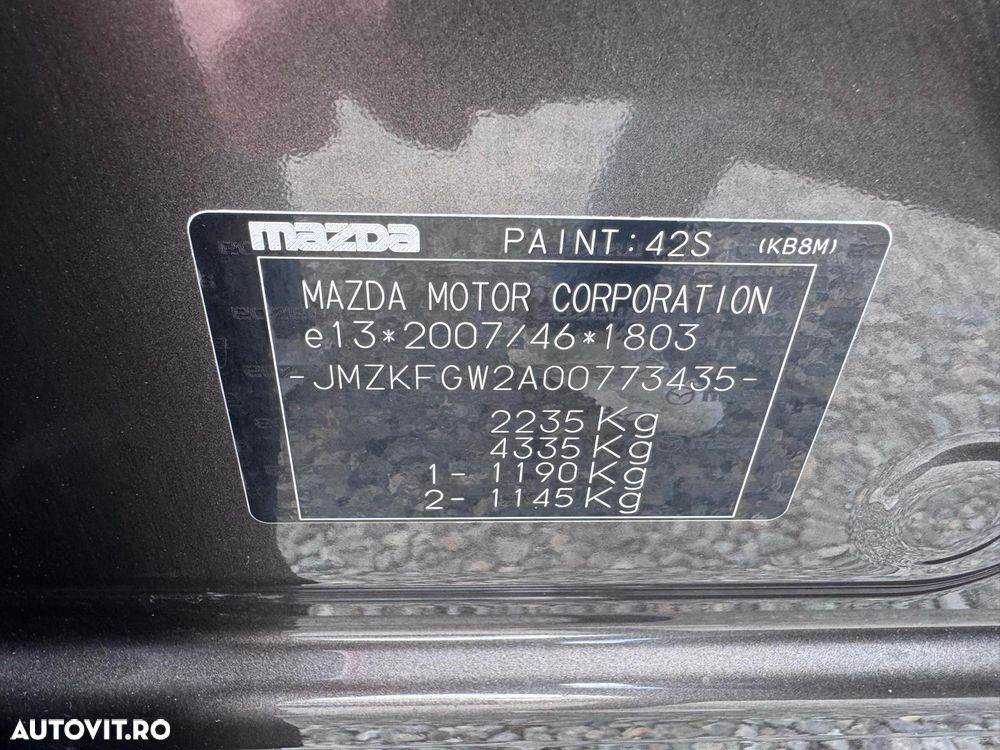 mazda PAINT: 42S (KB8M)
MAZDA MOTOR CORPORATION
e13*2007/46*1803
-JMZKFGW2A00773435-
2235Kg
4335Kg
1- 1190Kg
2- 1145Kg
AUTOVIT.RO